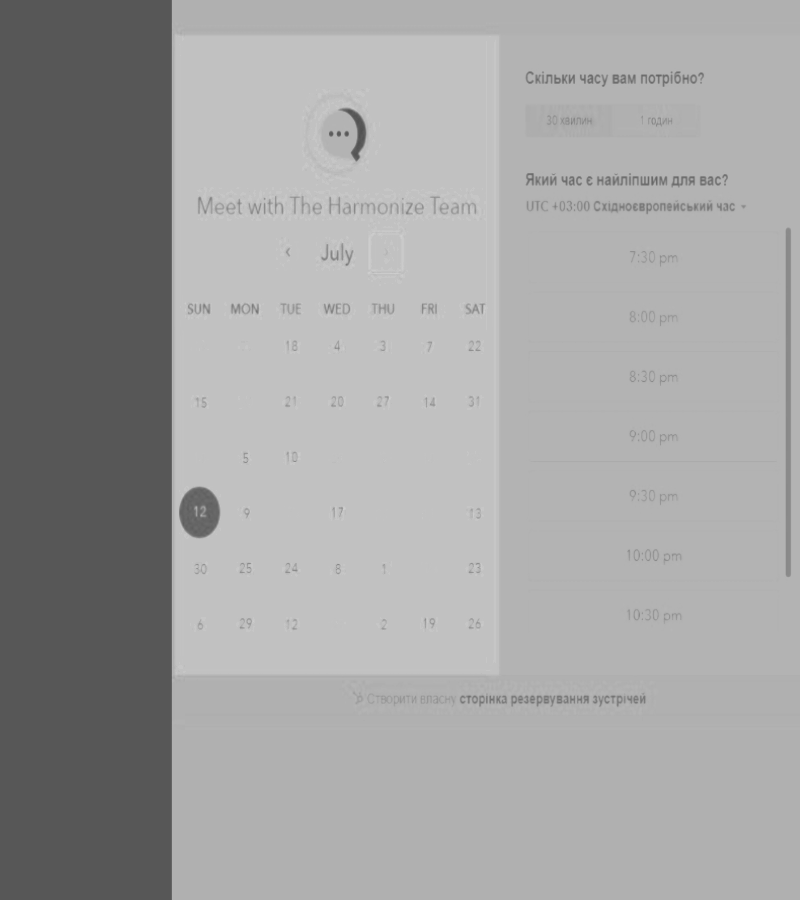 Meet with The Harmonize Team
July
SUN MON TUE WED THU FRI SAT
18 4 3 7 22
15 21 20 27 14 31
5 10
12 9 17 13
30 25 24 8 1 23
6 29 12 2 19 26
Скільки часу вам потрібно?
30 хвилин 1 годин
Який час є найліпшим для вас?
UTC +03:00 Східноєвропейський час
7:30 pm
8:00 pm
8:30 pm
9:00 pm
9:30 pm
10:00 pm
10:30 pm
Створити власну сторінка резервування зустрічей